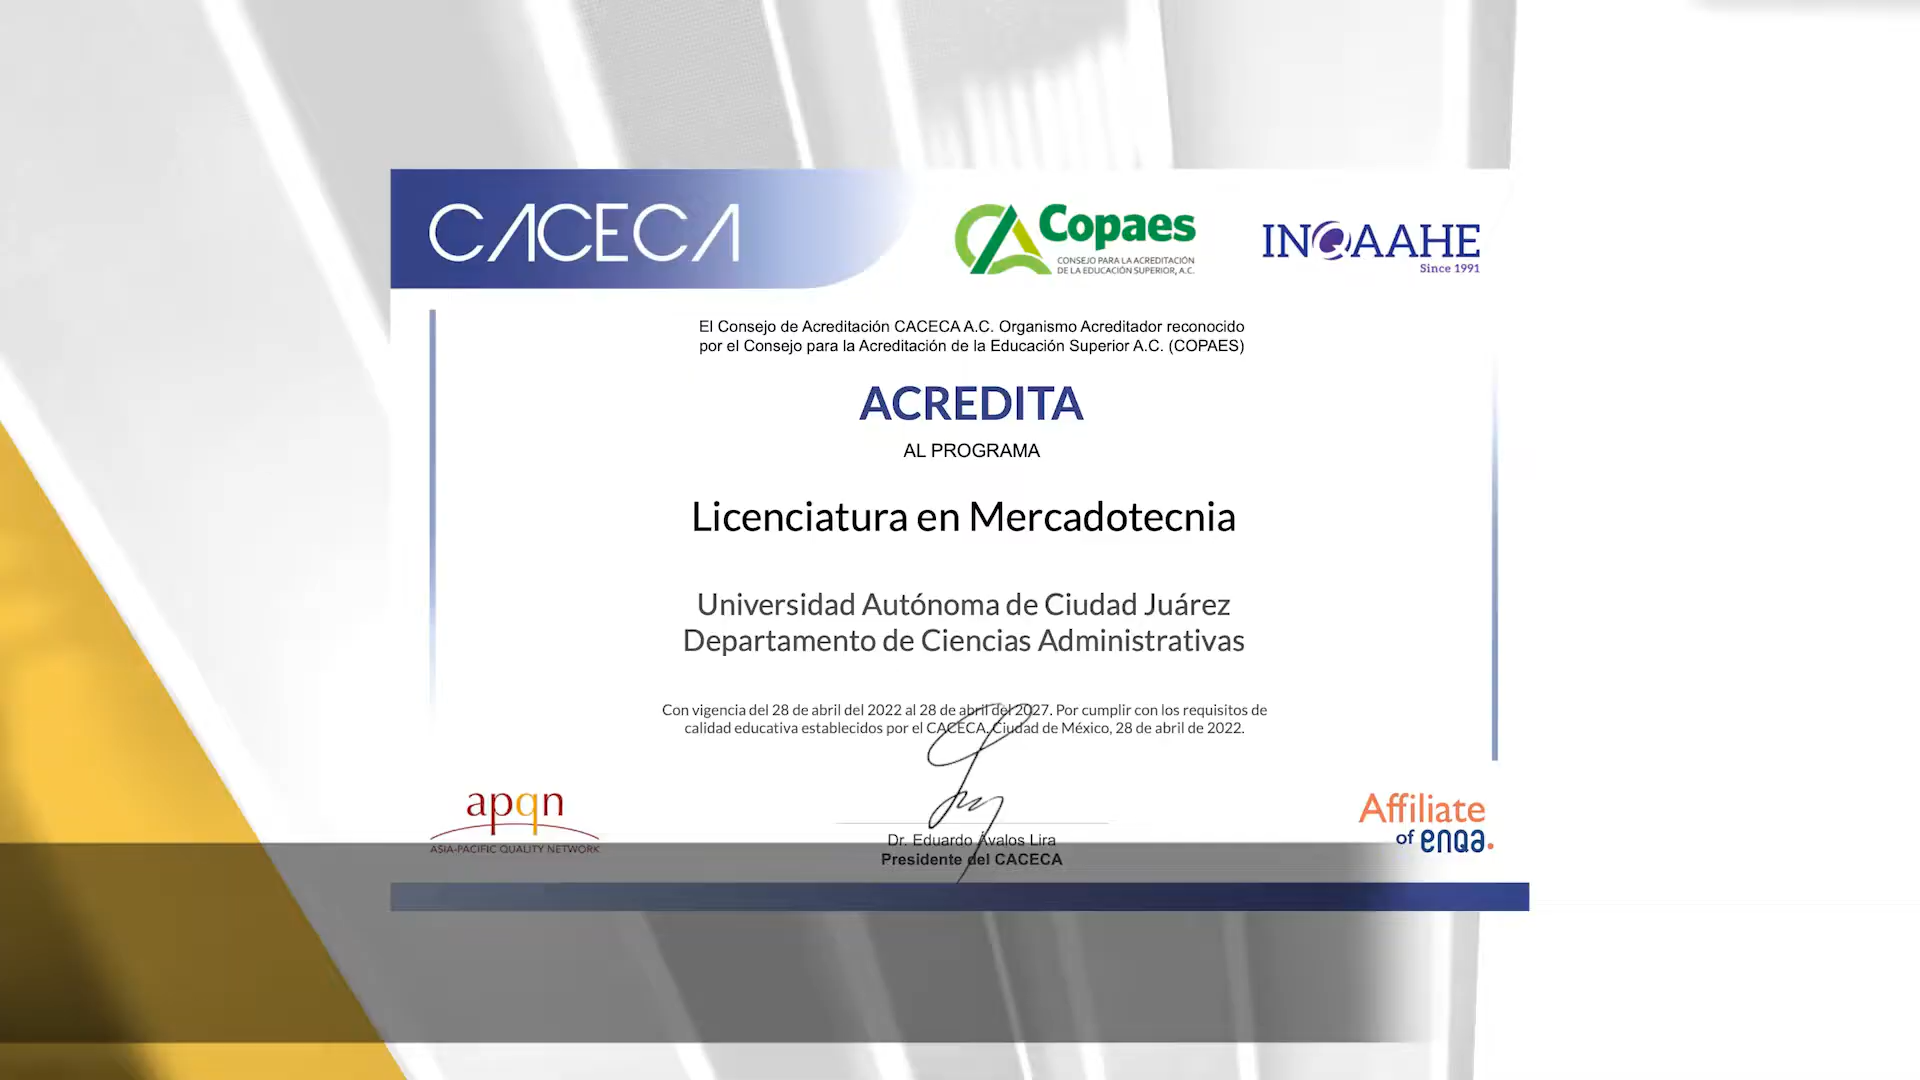 CACECA
Copaes
CONSEJO PARA LA ACREDITACIÓN
DE LA EDUCACIÓN SUPERIOR, A.C.
INQAAHE
Since 1991
El Consejo de Acreditación CACECA A.C. Organismo Acreditador reconocido
por el Consejo para la Acreditación de la Educación Superior A.C. (COPAES)
ACREDITA
AL PROGRAMA
Licenciatura en Mercadotecnia
Universidad Autónoma de Ciudad Juárez
Departamento de Ciencias Administrativas
Con vigencia del 28 de abril del 2022 al 28 de abril del 2027. Por cumplir con los requisitos de
calidad educativa establecidos por el CACECA. Ciudad de México, 28 de abril de 2022.
apqn
ASIA-PACIFIC QUALITY NETWORK
Dr. Eduardo Ávalos Lira
Presidente del CACECA
Affiliate
of enqa.